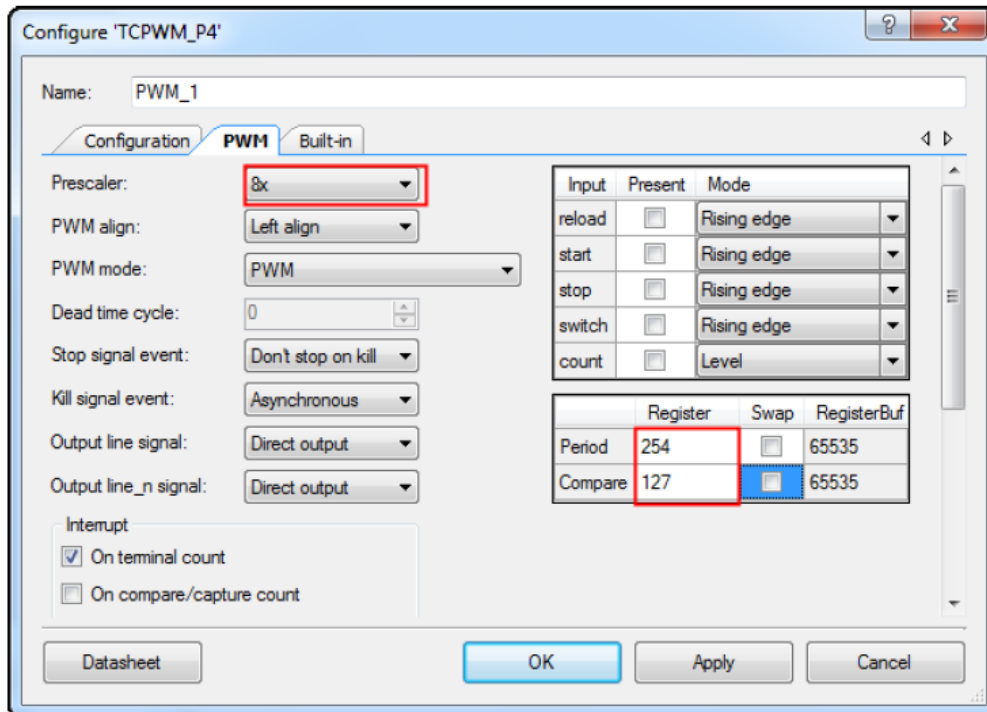 Configure 'TCPWM_P4'
Name: PWM_1
Configuration PWM Built-in
Prescaler: 8x
PWM align: Left align
PWM mode: PWM
Dead time cycle: 0
Stop signal event: Don't stop on kill
Kill signal event: Asynchronous
Output line signal: Direct output
Output line_n signal: Direct output
Interrupt
On terminal count
On compare/capture count
Input Present Mode
reload Rising edge
start Rising edge
stop Rising edge
switch Rising edge
count Level
Register Swap RegisterBuf
Period 254 65535
Compare 127 65535
Datasheet OK Apply Cancel